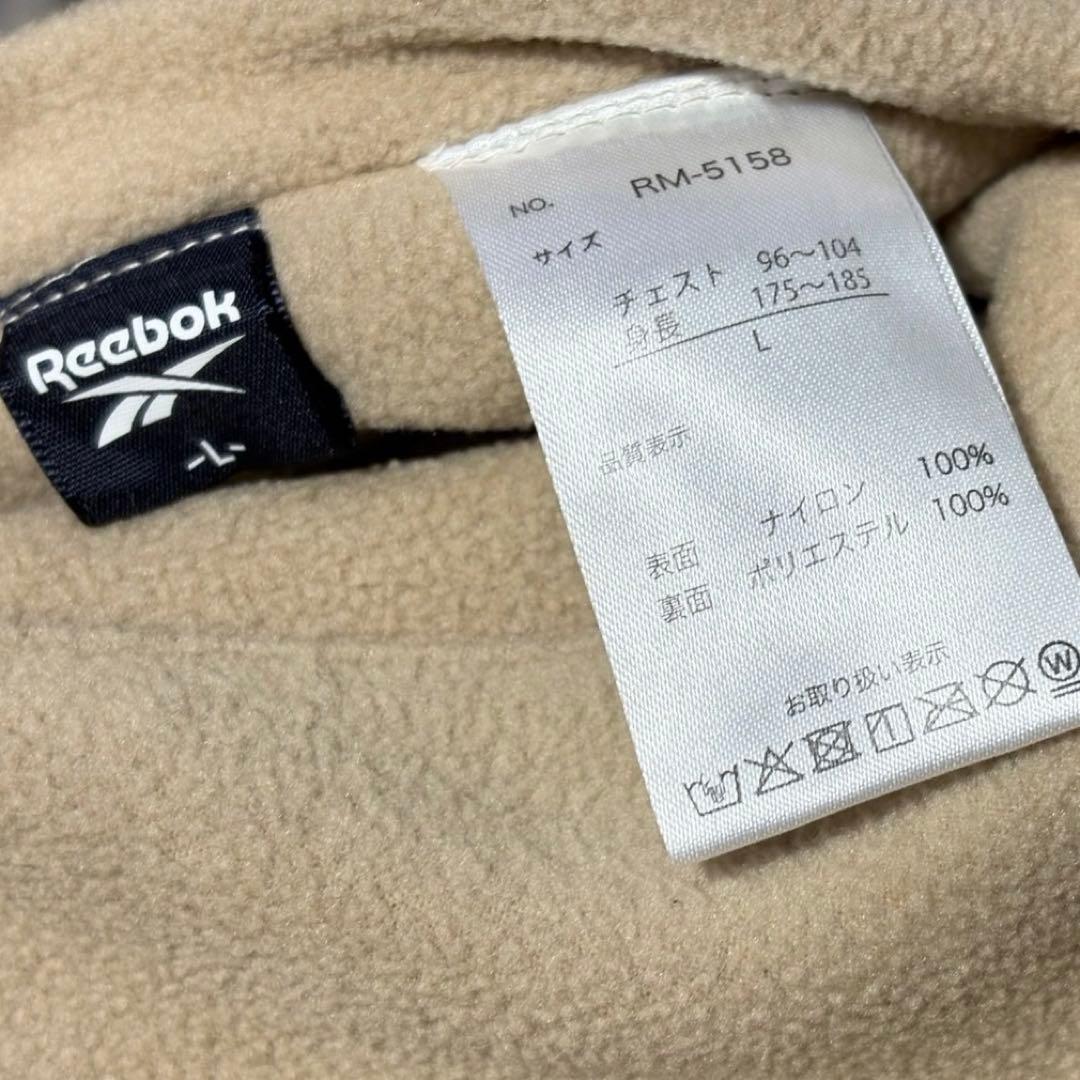 Reebok
-L-
NO. RM-5158
サイズ
チェスト 96〜104
身長 175〜185
L
品質表示
表面 ナイロン 100%
裏面 ポリエステル 100%
お取り扱い表示
W